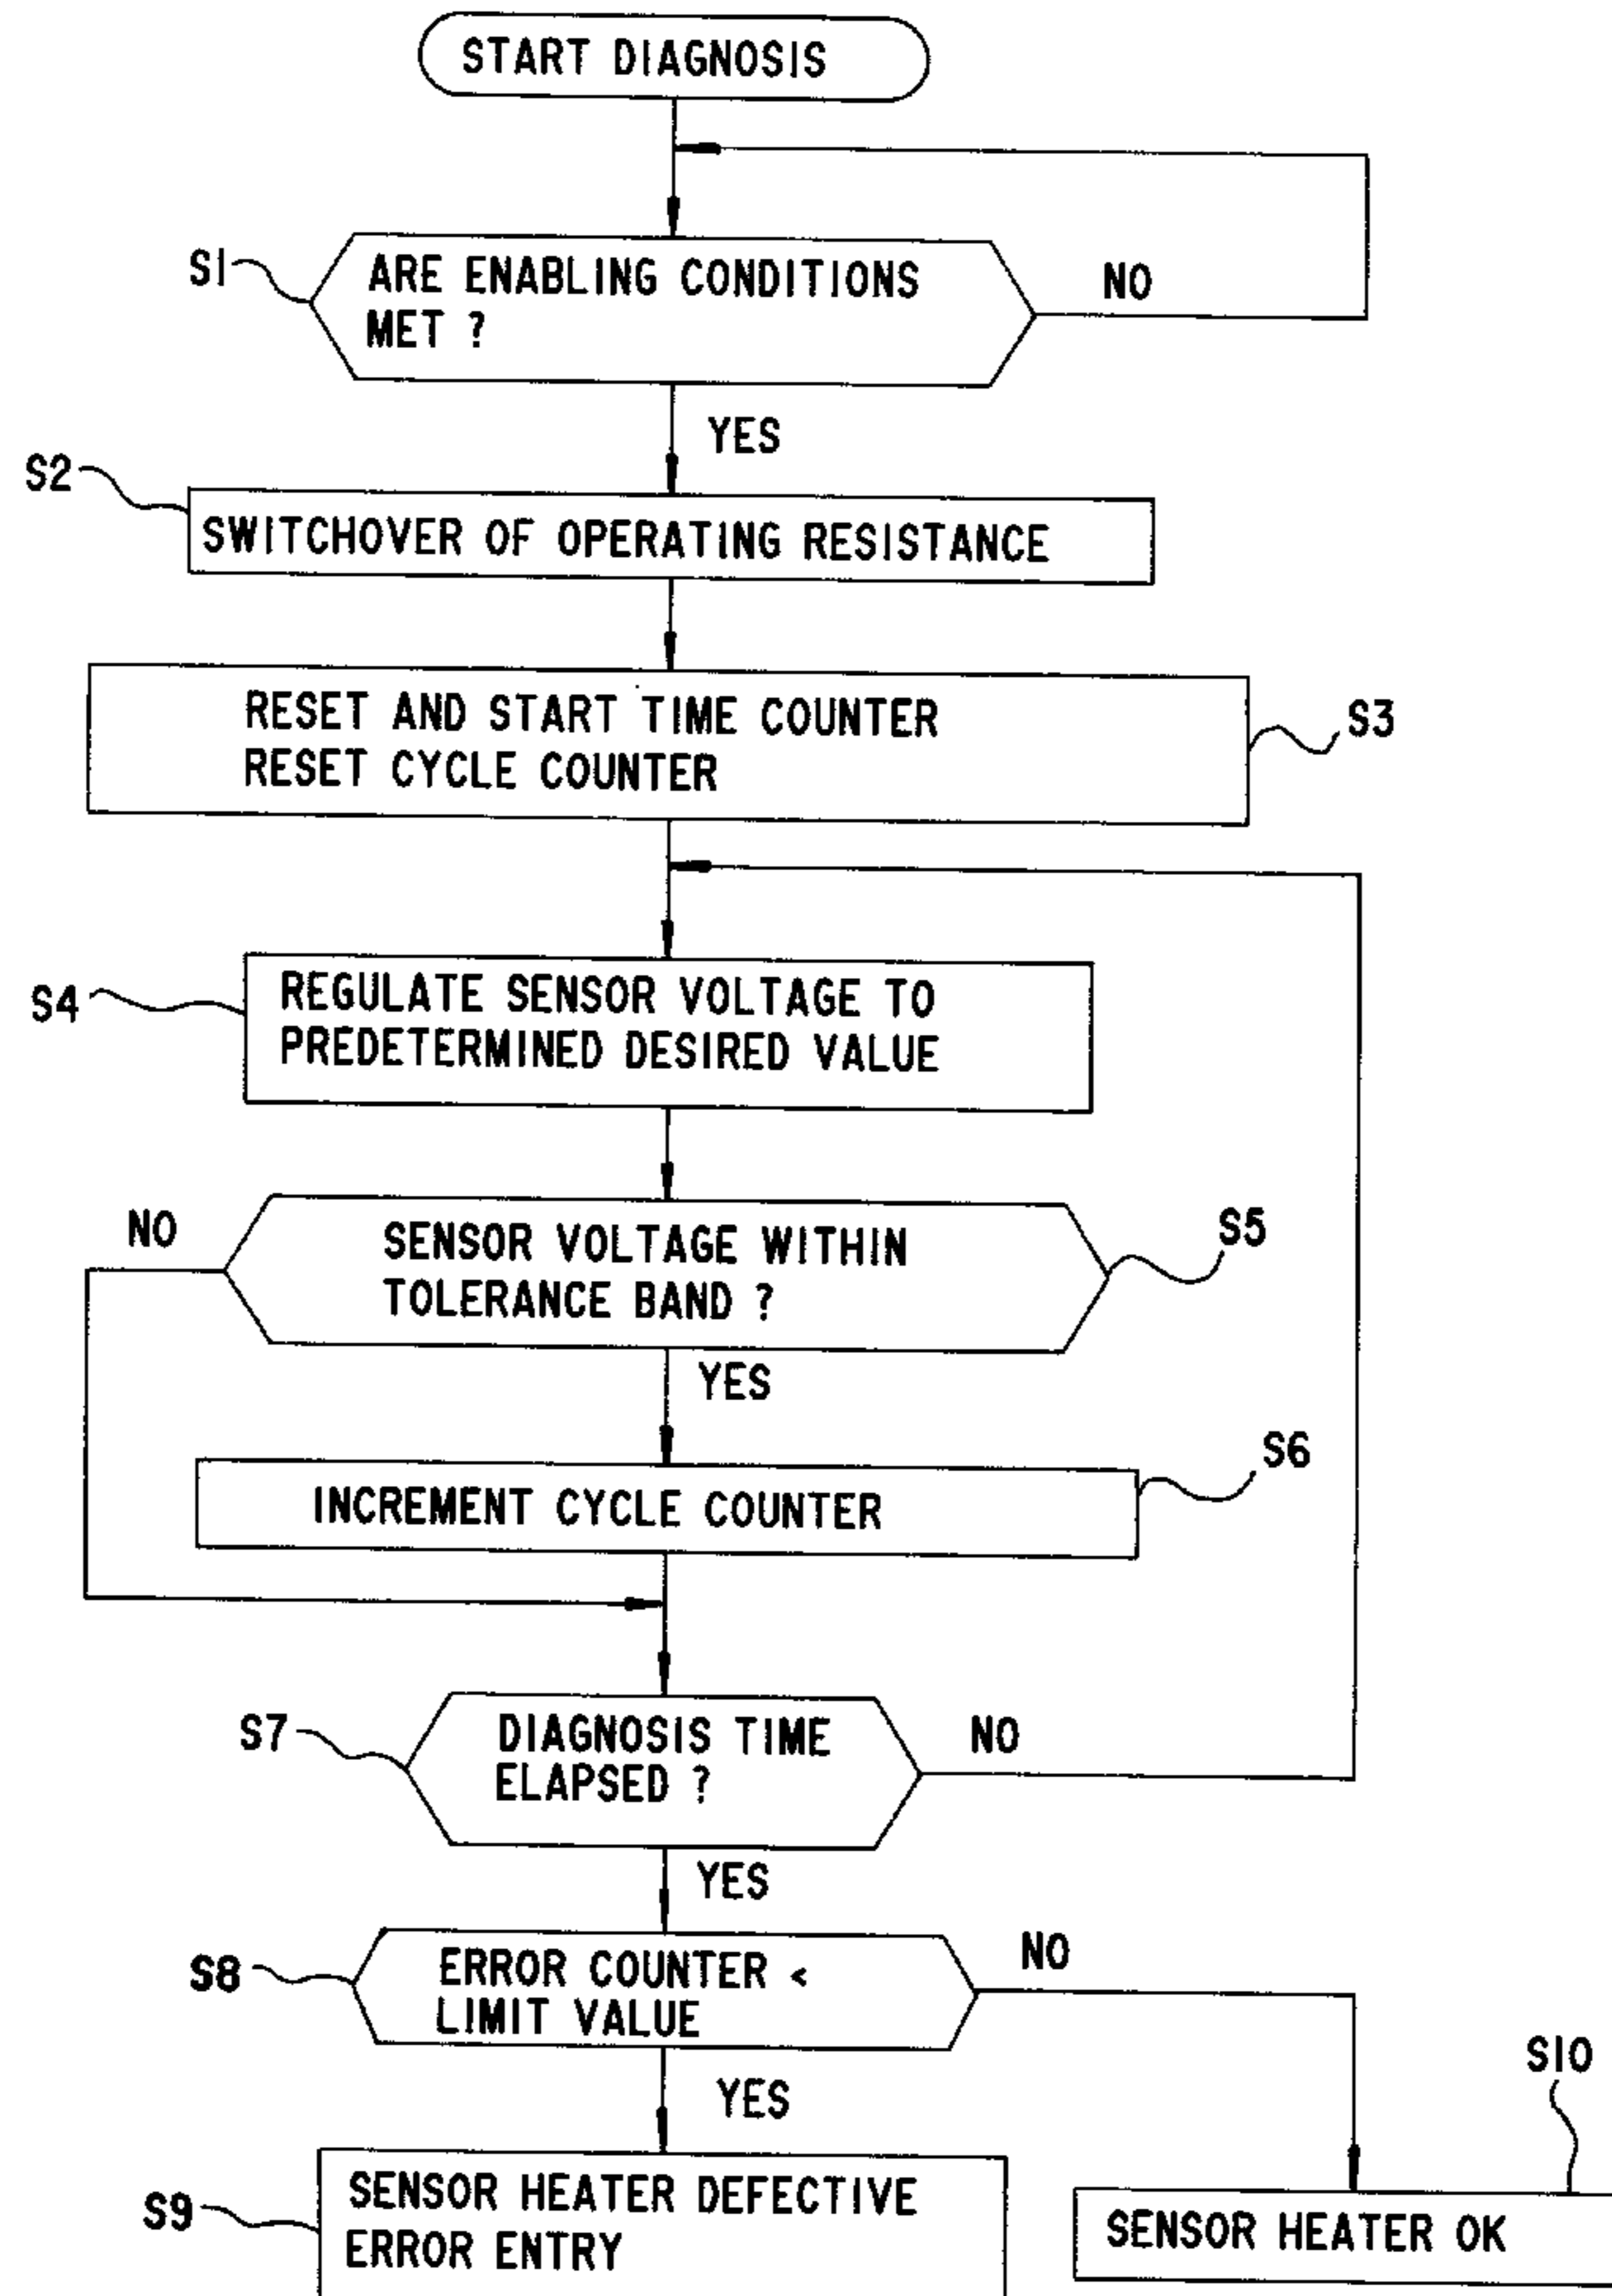 START DIAGNOSIS
S1
ARE ENABLING CONDITIONS
MET ?
NO
YES
S2
SWITCHOVER OF OPERATING RESISTANCE
RESET AND START TIME COUNTER
RESET CYCLE COUNTER
S3
S4
REGULATE SENSOR VOLTAGE TO
PREDETERMINED DESIRED VALUE
NO
SENSOR VOLTAGE WITHIN
TOLERANCE BAND ?
S5
YES
S6
INCREMENT CYCLE COUNTER
S7
DIAGNOSIS TIME
ELAPSED ?
NO
YES
S8
ERROR COUNTER <
LIMIT VALUE
NO
YES
S10
S9
SENSOR HEATER DEFECTIVE
ERROR ENTRY
SENSOR HEATER OK